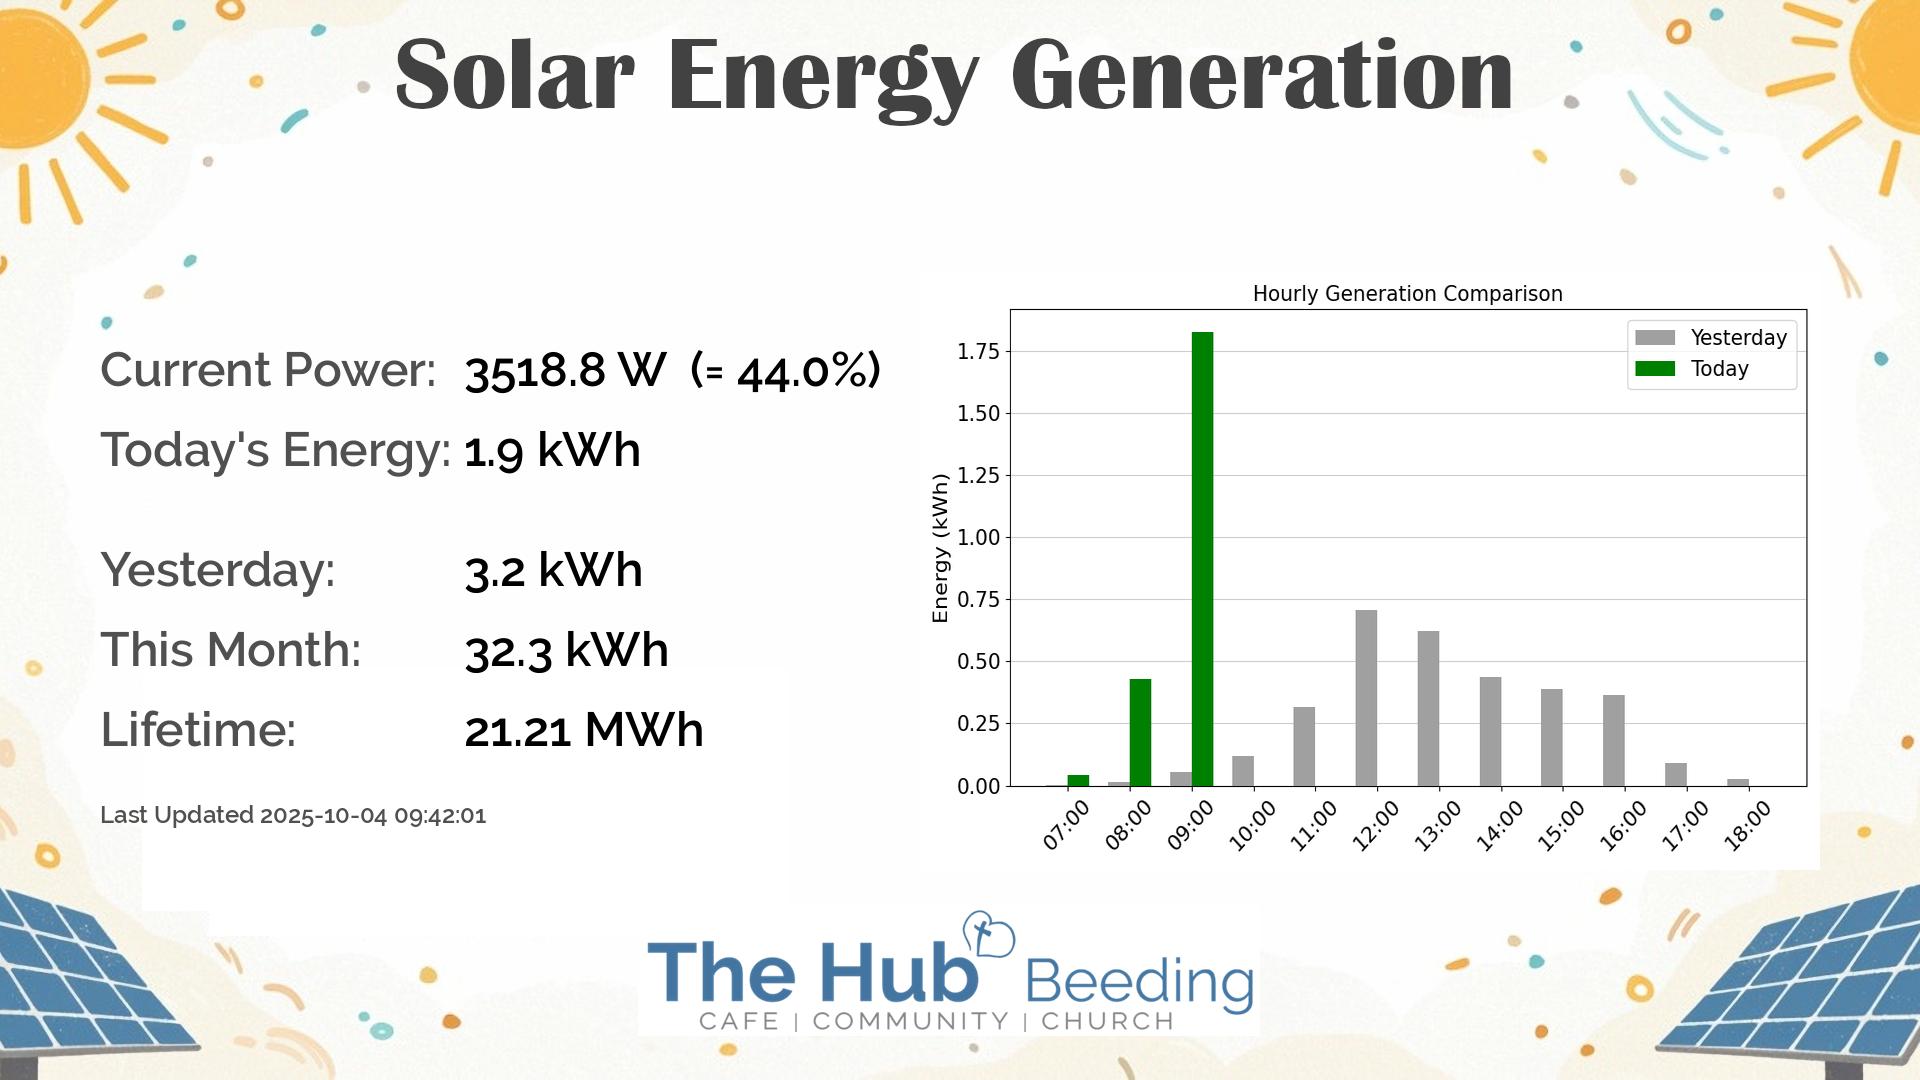 Solar Energy Generation
Current Power: 3518.8 W (= 44.0%)
Today's Energy: 1.9 kWh
Yesterday: 3.2 kWh
This Month: 32.3 kWh
Lifetime: 21.21 MWh
Last Updated 2025-10-04 09:42:01
Hourly Generation Comparison
Yesterday
Today
Energy (kWh)
1.75
1.50
1.25
1.00
0.75
0.50
0.25
0.00
07:00 08:00 09:00 10:00 11:00 12:00 13:00 14:00 15:00 16:00 17:00 18:00
The Hub Beeding
CAFE | COMMUNITY | CHURCH